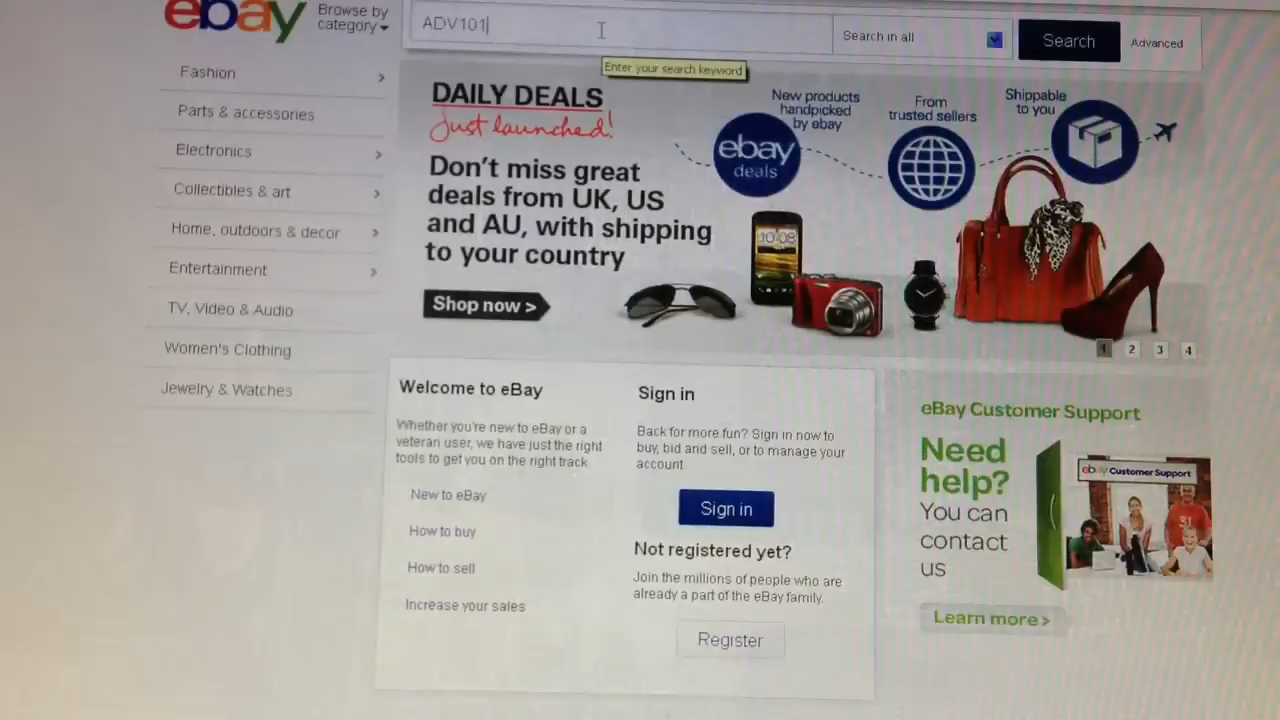 ebay
Browse by
category
ADV101
Search in all
Search
Advanced
Enter your search keyword
Fashion
Parts & accessories
Electronics
Collectibles & art
Home, outdoors & decor
Entertainment
TV, Video & Audio
Women's Clothing
Jewelry & Watches
DAILY DEALS
Just launched!
Don't miss great
deals from UK, US
and AU, with shipping
to your country
Shop now >
New products
handpicked
by ebay
ebay
deals
From
trusted sellers
Shippable
to you
10:08
1 2 3 4
Welcome to eBay
Whether you're new to eBay or a
veteran user, we have just the right
tools to get you on the right track.
New to eBay
How to buy
How to sell
Increase your sales
Sign in
Back for more fun? Sign in now to
buy, bid and sell, or to manage your
account
Sign in
Not registered yet?
Join the millions of people who are
already a part of the eBay family.
Register
eBay Customer Support
Need
help?
You can
contact
us
ebay Customer Support
31
Learn more >